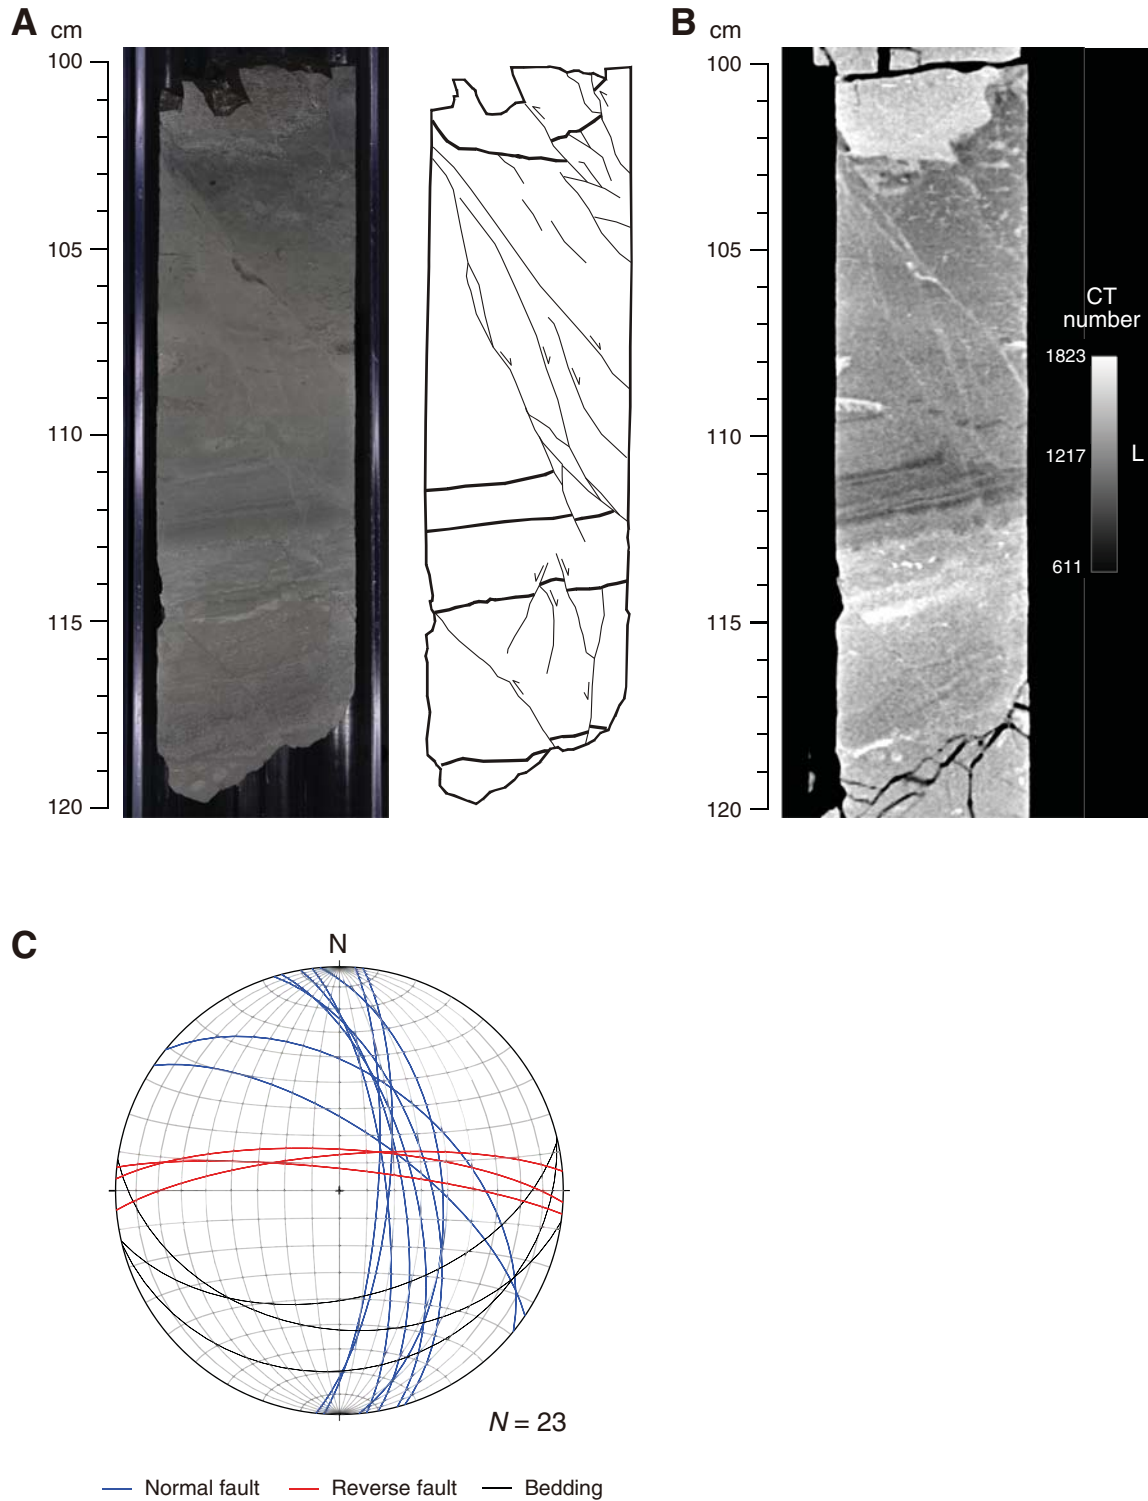 A
cm
100
105
110
115
120
B
cm
100
105
110
115
120
CT
number
1823
1217
611
L
C
N
N = 23
Normal fault
Reverse fault
Bedding